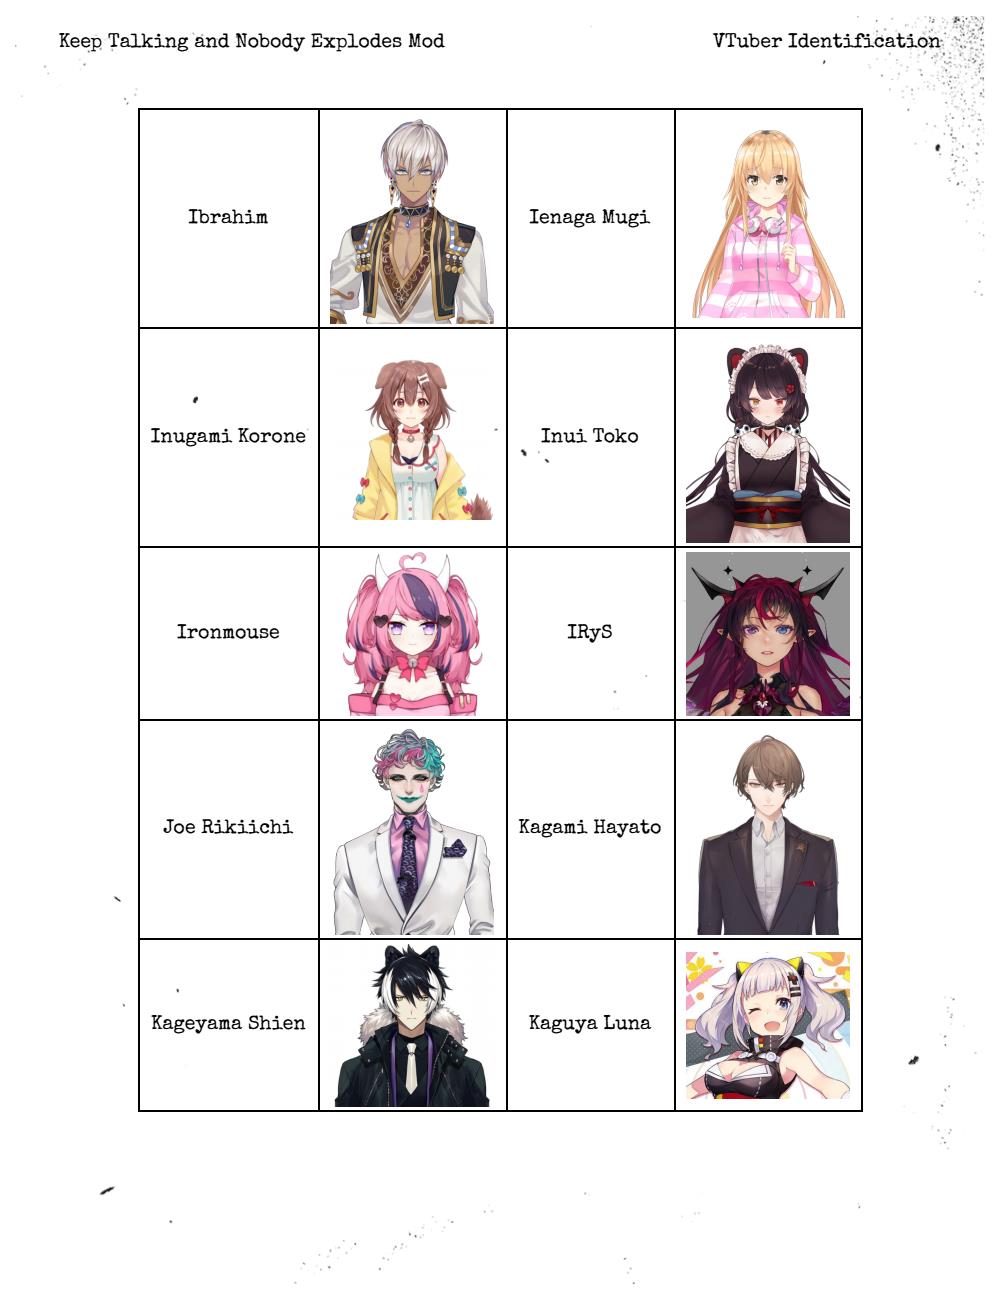 Keep Talking and Nobody Explodes Mod
VTuber Identification
Ibrahim
Ienaga Mugi
Inugami Korone
Inui Toko
Ironmouse
IRyS
Joe Rikiichi
Kagami Hayato
Kageyama Shien
Kaguya Luna